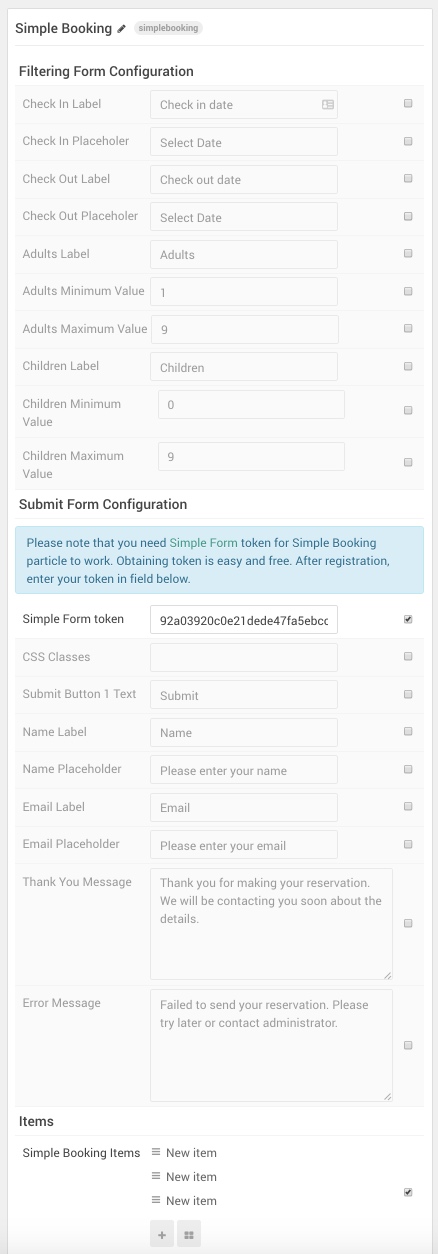 Simple Booking simplebooking
Filtering Form Configuration
Check In Label Check in date
Check In Placeholer Select Date
Check Out Label Check out date
Check Out Placeholer Select Date
Adults Label Adults
Adults Minimum Value 1
Adults Maximum Value 9
Children Label Children
Children Minimum 0
Value
Children Maximum 9
Value
Submit Form Configuration
Please note that you need Simple Form token for Simple Booking
particle to work. Obtaining token is easy and free. After registration,
enter your token in field below.
Simple Form token 92a03920c0e21dede47fa5ebcc
CSS Classes
Submit Button 1 Text Submit
Name Label Name
Name Placeholder Please enter your name
Email Label Email
Email Placeholder Please enter your email
Thank You Message Thank you for making your reservation.
We will be contacting you soon about the
details.
Error Message Failed to send your reservation. Please
try later or contact administrator.
Items
Simple Booking Items New item
New item
New item